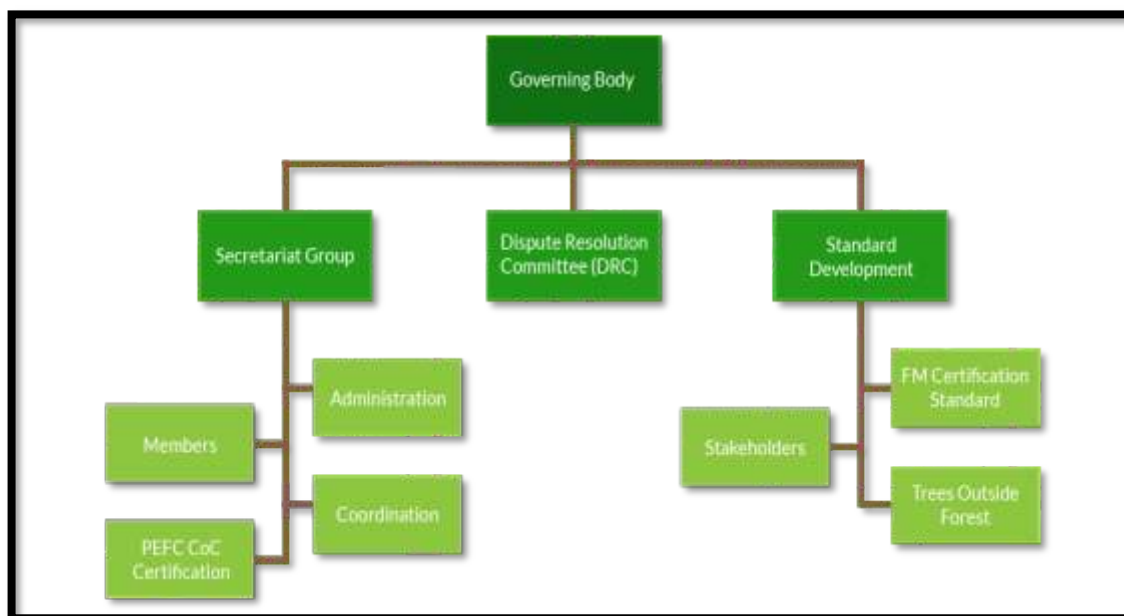 Governing Body
Secretariat Group
Dispute Resolution
Committee (DRC)
Standard
Development
Administration
Members
Coordination
PEFC CoC
Certification
FM Certification
Standard
Stakeholders
Trees Outside
Forest